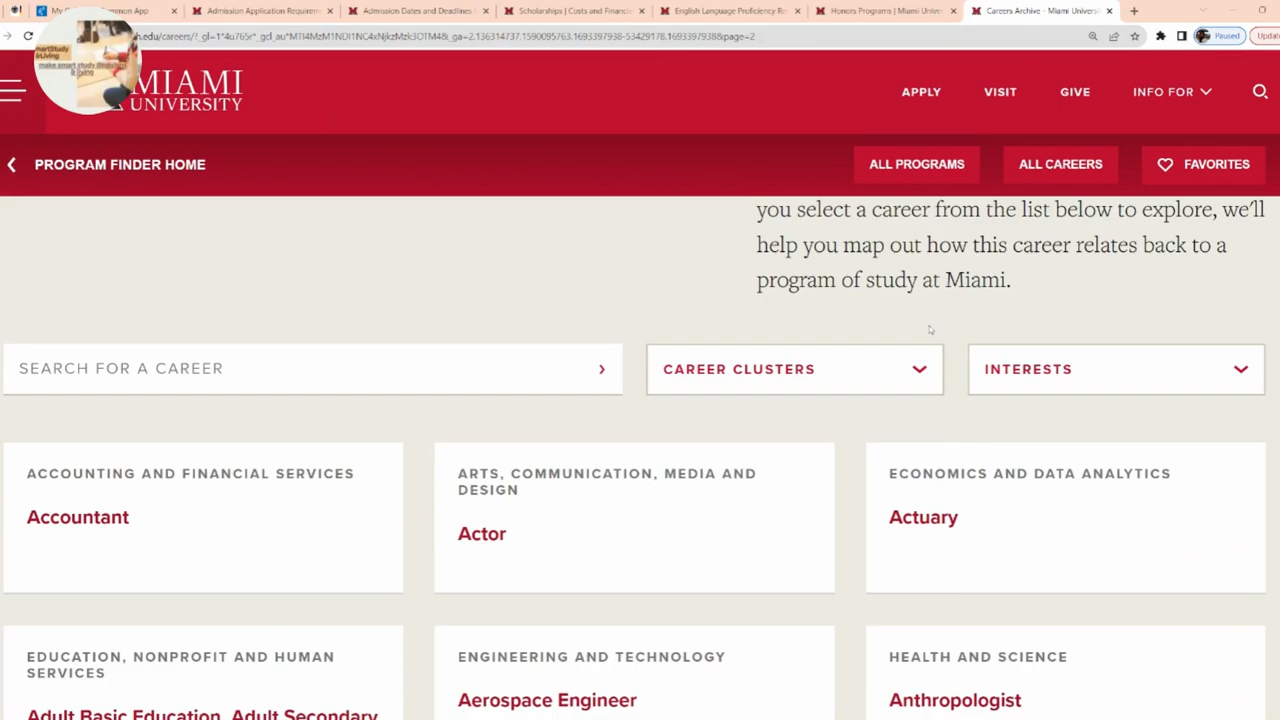 My C
mmon App
Admission Application Requirem
Admission Dates and Deadlines
Scholarships | Costs and Financia
English Language Proficiency Re
Honors Programs | Miami Univer
Careers Archive - Miami Universi
Paused
Update
MIAMI
UNIVERSITY
APPLY
VISIT
GIVE
INFO FOR
PROGRAM FINDER HOME
ALL PROGRAMS
ALL CAREERS
FAVORITES
you select a career from the list below to explore, we'll
help you map out how this career relates back to a
program of study at Miami.
SEARCH FOR A CAREER
CAREER CLUSTERS
INTERESTS
ACCOUNTING AND FINANCIAL SERVICES
Accountant
ARTS, COMMUNICATION, MEDIA AND
DESIGN
Actor
ECONOMICS AND DATA ANALYTICS
Actuary
EDUCATION, NONPROFIT AND HUMAN
SERVICES
Adult Basic Education, Adult Secondary
ENGINEERING AND TECHNOLOGY
Aerospace Engineer
HEALTH AND SCIENCE
Anthropologist